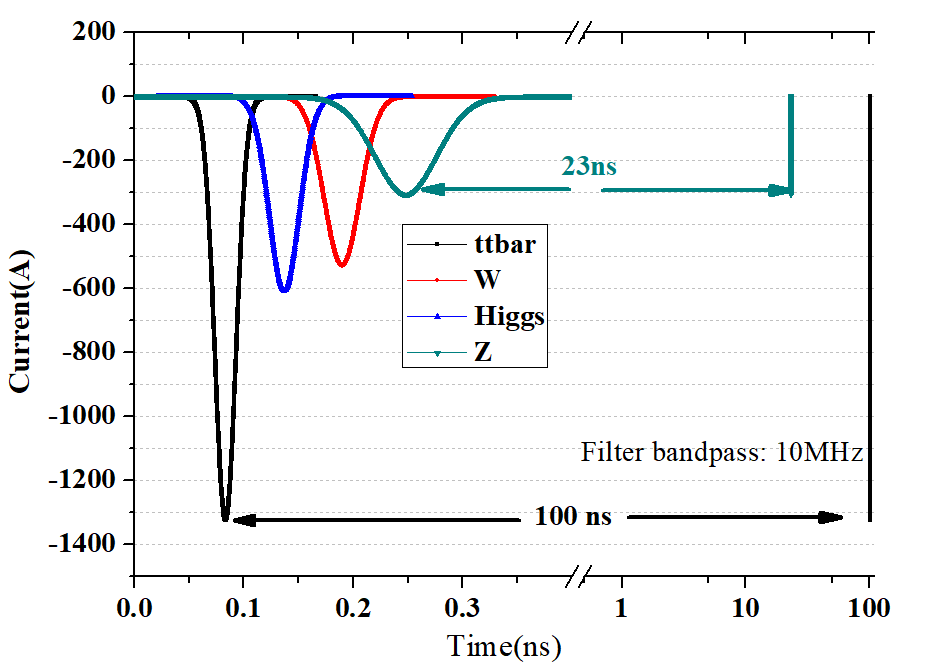 200
0
-200
-400
-600
-800
-1000
-1200
-1400
Current(A)
23ns
ttbar
W
Higgs
Z
Filter bandpass: 10MHz
100 ns
0.0 0.1 0.2 0.3 1 10 100
Time(ns)